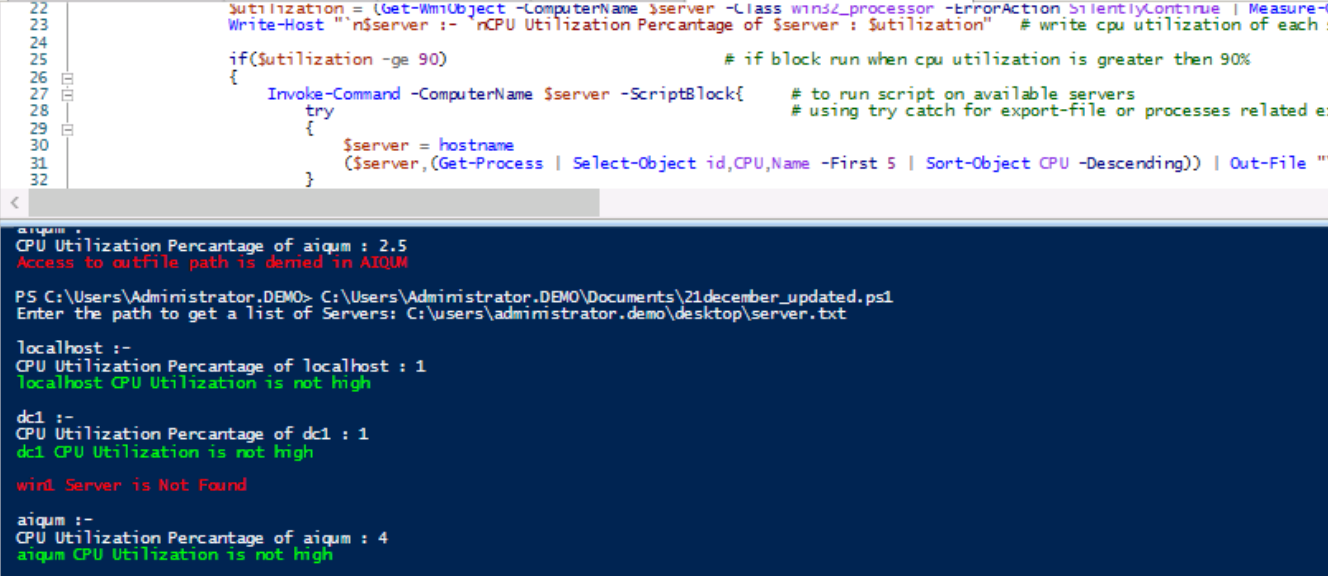 22 $utilization = (Get-WmiObject -ComputerName $server -Class win32_processor -ErrorAction SilentlyContinue | Measure-
23 Write-Host "`n$server :- `nCPU Utilization Percentage of $server : $utilization" # write cpu utilization of each
24
25 if($utilization -ge 90) # if block run when cpu utilization is greater then 90%
26 {
27 Invoke-Command -ComputerName $server -ScriptBlock{ # to run script on available servers
28 try # using try catch for export-file or processes related
29 {
30 $server = hostname
31 ($server,(Get-Process | Select-Object id,CPU,Name -First 5 | Sort-Object CPU -Descending)) | Out-File "
32 }
aiqum :
CPU Utilization Percantage of aiqum : 2.5
Access to outfile path is denied in AIQUM
PS C:\Users\Administrator.DEMO> C:\Users\Administrator.DEMO\Documents\21december_updated.ps1
Enter the path to get a list of Servers: C:\users\administrator.demo\desktop\server.txt
localhost :-
CPU Utilization Percantage of localhost : 1
localhost CPU Utilization is not high
dc1 :-
CPU Utilization Percantage of dc1 : 1
dc1 CPU Utilization is not high
win1 Server is Not Found
aiqum :-
CPU Utilization Percantage of aiqum : 4
aiqum CPU Utilization is not high